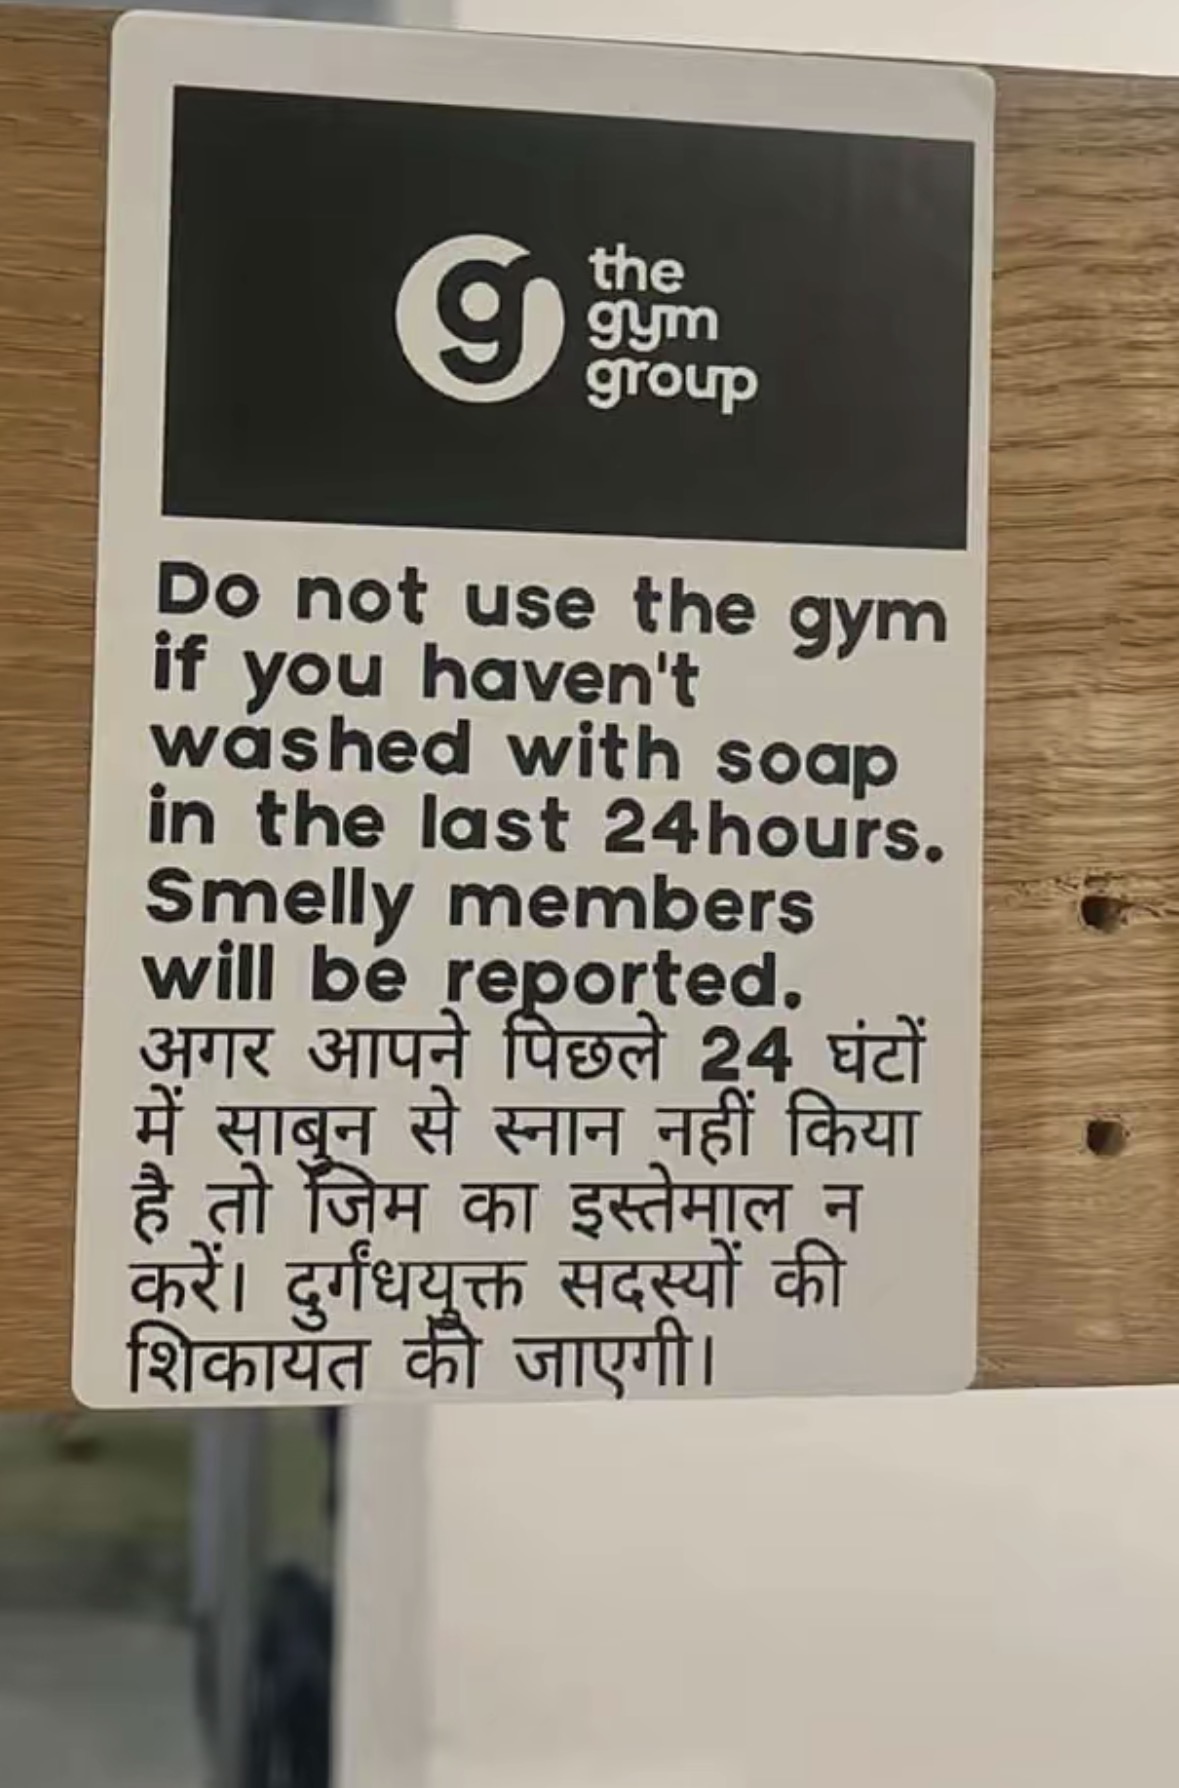 the
gym
group
Do not use the gym
if you haven't
washed with soap
in the last 24hours.
Smelly members
will be reported.
अगर आपने पिछले 24 घंटों
में साबुन से स्नान नहीं किया
है तो जिम का इस्तेमाल न
करें। दुर्गंधयुक्त सदस्यों की
शिकायत की जाएगी।